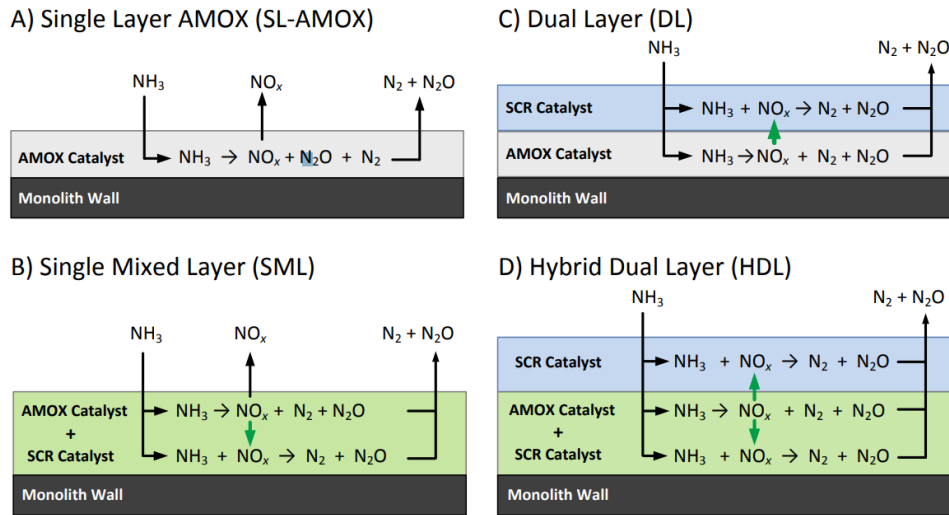 A) Single Layer AMOX (SL-AMOX)
NH₃
NOₓ
N₂ + N₂O
AMOX Catalyst
NH₃ → NOₓ + N₂O + N₂
Monolith Wall
B) Single Mixed Layer (SML)
NH₃
NOₓ
N₂ + N₂O
AMOX Catalyst
+
SCR Catalyst
NH₃ → NOₓ + N₂ + N₂O
NH₃ + NOₓ → N₂ + N₂O
Monolith Wall
C) Dual Layer (DL)
NH₃
N₂ + N₂O
SCR Catalyst
NH₃ + NOₓ → N₂ + N₂O
AMOX Catalyst
NH₃ → NOₓ + N₂ + N₂O
Monolith Wall
D) Hybrid Dual Layer (HDL)
NH₃
N₂ + N₂O
SCR Catalyst
NH₃ + NOₓ → N₂ + N₂O
AMOX Catalyst
+
SCR Catalyst
NH₃ → NOₓ + N₂ + N₂O
NH₃ + NOₓ → N₂ + N₂O
Monolith Wall